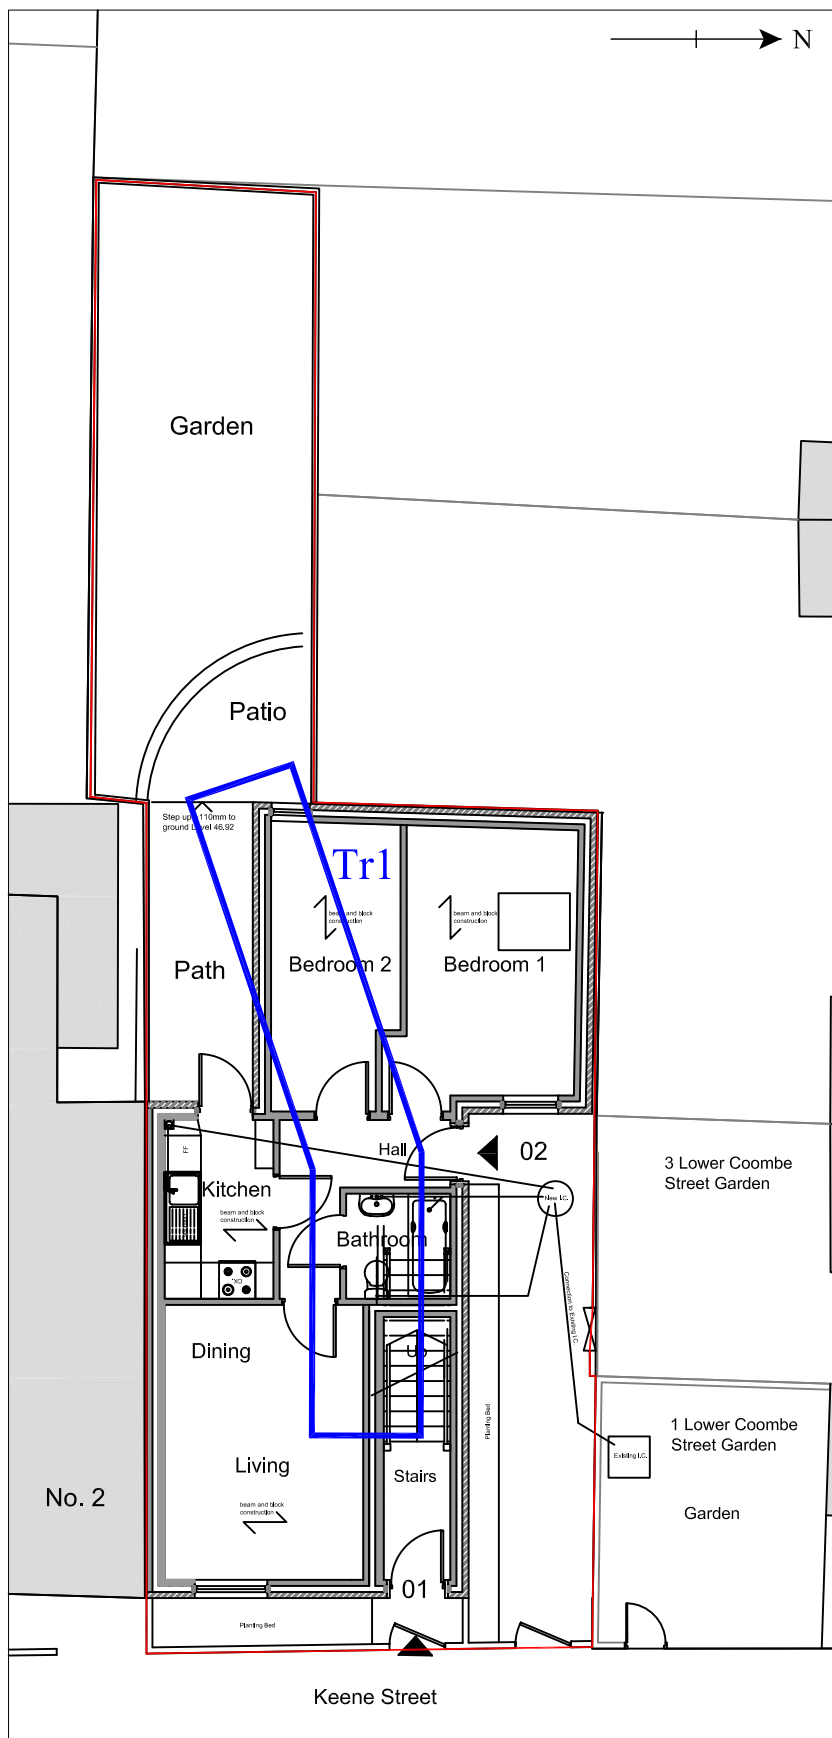 N
Garden
Patio
Step up 110mm to
ground Level 46.92
Tr1
beam and block
construction
beam and block
construction
Path
Bedroom 2
Bedroom 1
Hall
02
3 Lower Coombe
Street Garden
FF
Kitchen
New I.C.
beam and block
construction
Bathroom
Connection to Existing I.C.
Dining
Up
Planting Bed
1 Lower Coombe
Street Garden
Existing I.C.
Living
Stairs
No. 2
beam and block
construction
Garden
01
Planting Bed
Keene Street